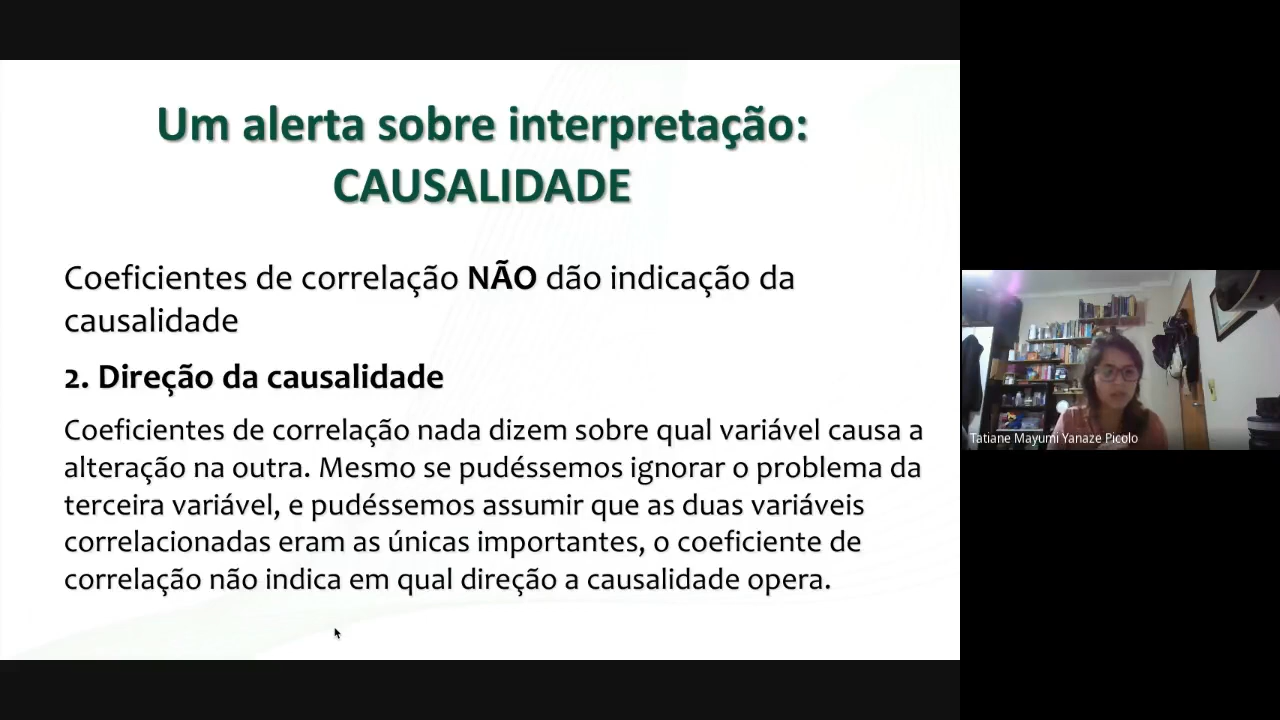 Um alerta sobre interpretação:
CAUSALIDADE
Coeficientes de correlação NÃO dão indicação da
causalidade
2. Direção da causalidade
Coeficientes de correlação nada dizem sobre qual variável causa a
alteração na outra. Mesmo se pudéssemos ignorar o problema da
terceira variável, e pudéssemos assumir que as duas variáveis
correlacionadas eram as únicas importantes, o coeficiente de
correlação não indica em qual direção a causalidade opera.
Tatiane Mayumi Yanaze Picolo